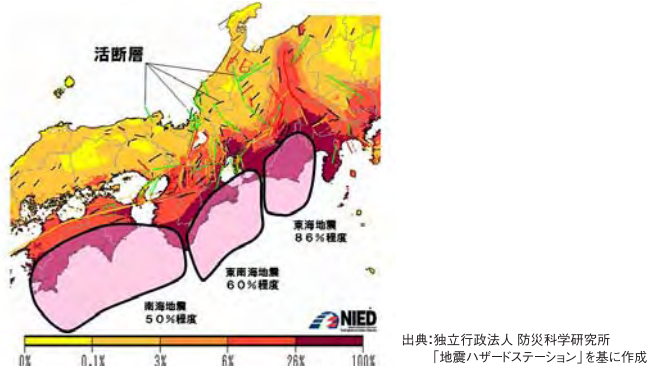 活断層
東海地震
86%程度
東南海地震
60%程度
南海地震
50%程度
NIED
0% 0.1% 3% 6% 26% 100%
出典:独立行政法人 防災科学研究所
「地震ハザードステーション」を基に作成